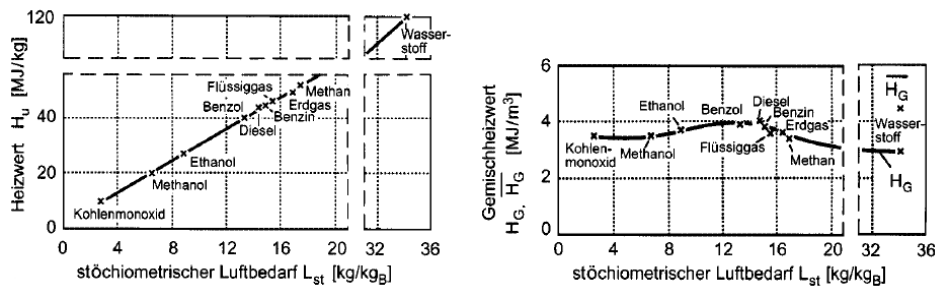 120
Heizwert H_u [MJ/kg]
40
20
0
Wasser-
stoff
Flüssiggas
Methan
Benzol
Erdgas
Benzin
Diesel
Ethanol
Methanol
Kohlenmonoxid
0 4 8 12 16 20 32 36
stöchiometrischer Luftbedarf L_st [kg/kg_B]
Gemischheizwert
H_G, H̅_G [MJ/m³]
6
4
2
0
Ethanol
Benzol
Diesel
Benzin
Erdgas
H̅_G
Wasser-
stoff
Kohlen-
monoxid
Methanol
Flüssiggas
Methan
H_G
0 4 8 12 16 20 32 36
stöchiometrischer Luftbedarf L_st [kg/kg_B]